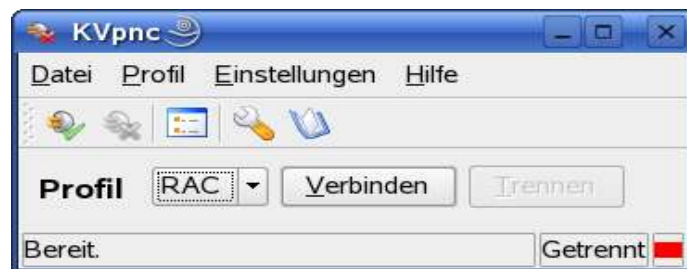 KVpnc
Datei Profil Einstellungen Hilfe
Profil RAC Verbinden Trennen
Bereit. Getrennt